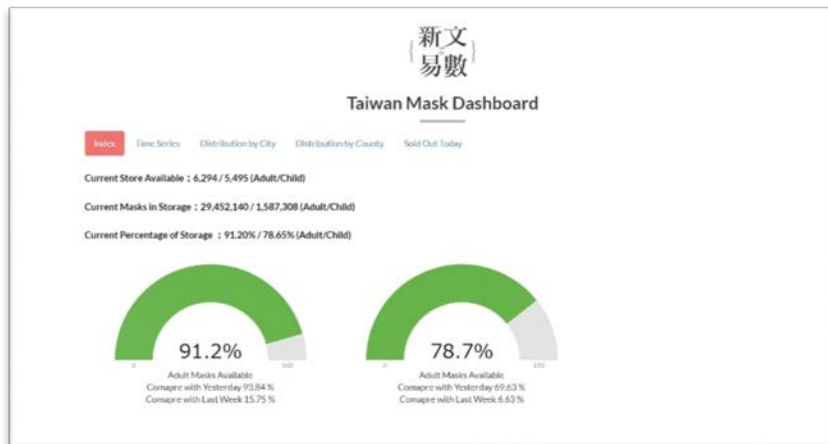 新文
易數
Taiwan Mask Dashboard
Index Time Series Distribution by City Distribution by County Sold Out Today
Current Store Available：6,294 / 5,495 (Adult/Child)
Current Masks in Storage：29,452,140 / 1,587,308 (Adult/Child)
Current Percentage of Storage ：91.20% / 78.65% (Adult/Child)
91.2%
0 100
Adult Masks Available
Comapre with Yesterday 93.84 %
Comapre with Last Week 15.75 %
78.7%
0 100
Adult Masks Available
Comapre with Yesterday 69.63 %
Comapre with Last Week 6.63 %